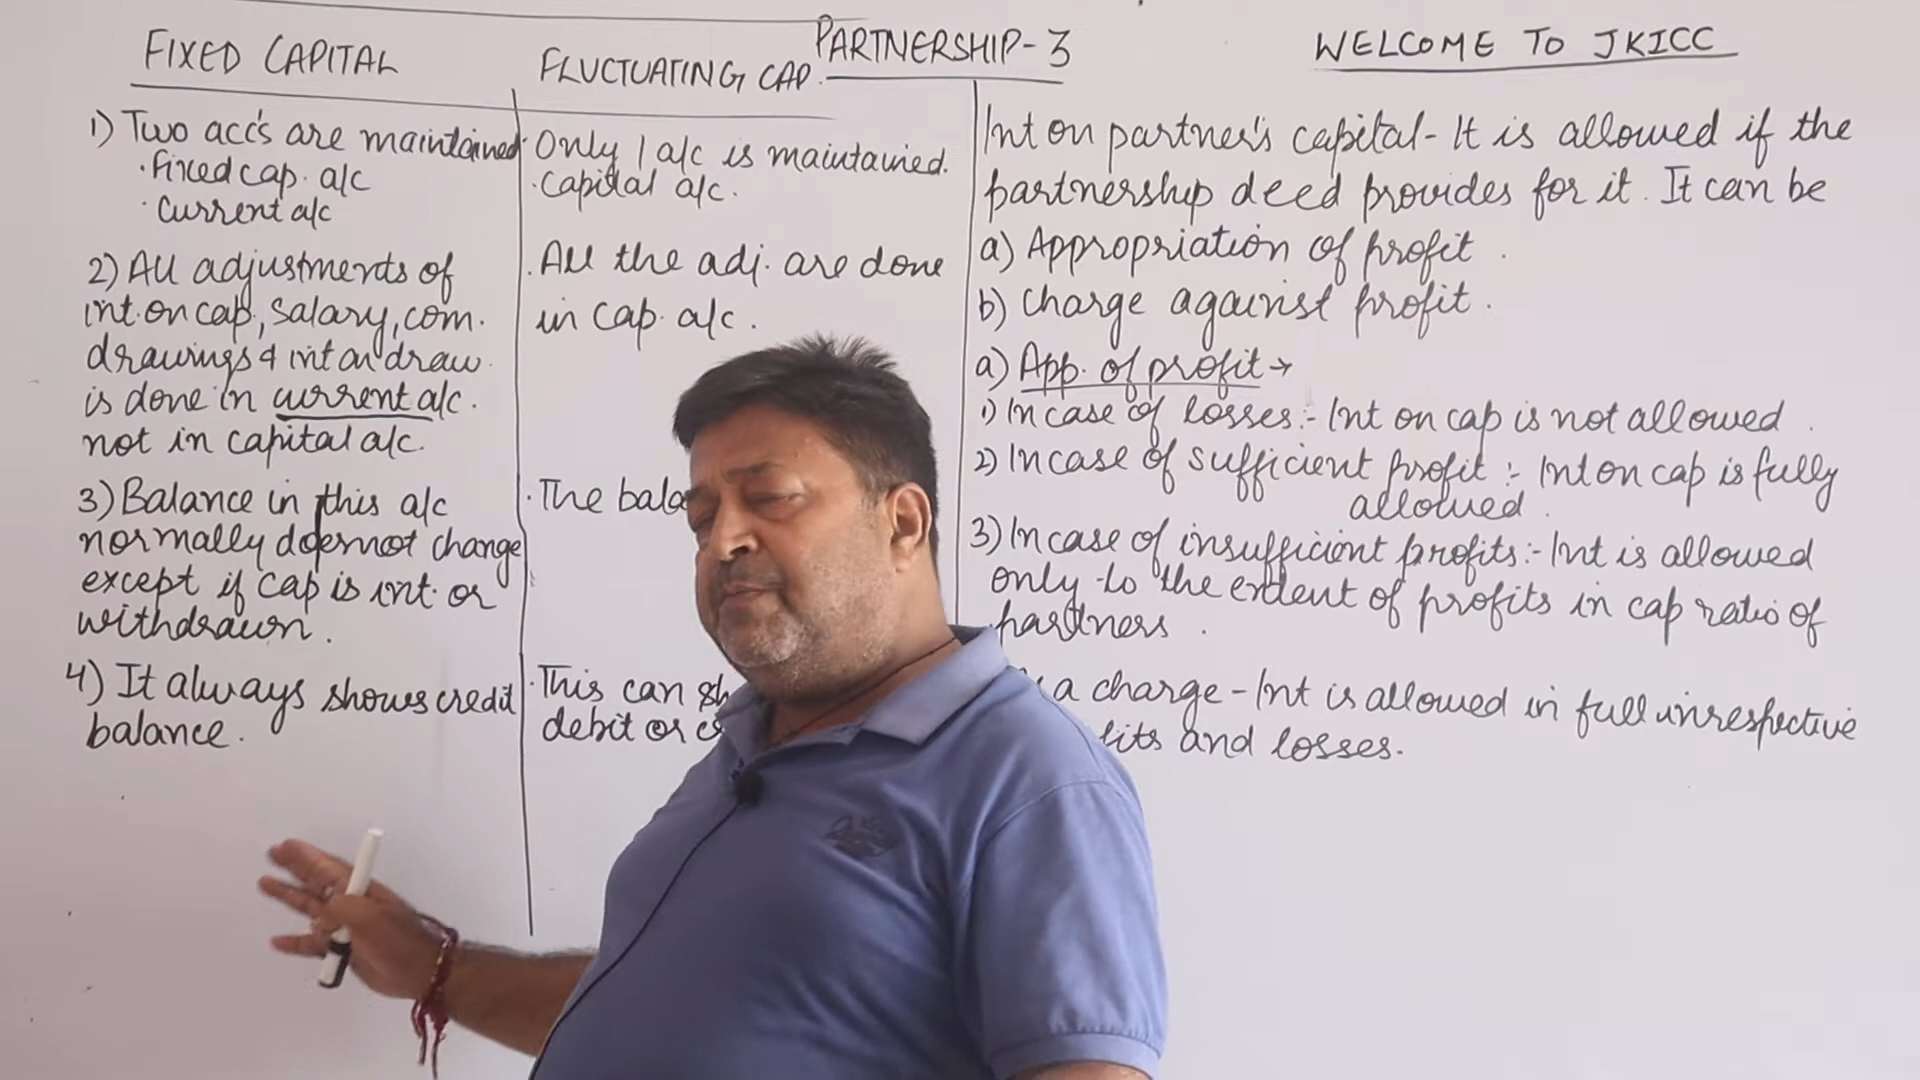 PARTNERSHIP-3
WELCOME TO JKICC
FIXED CAPITAL
1) Two acc's are maintained.
· Fixed cap. a/c
· Current a/c
2) All adjustments of
int. on cap, salary, com.
drawings & int on draw.
is done in current a/c.
not in capital a/c.
3) Balance in this a/c
normally does not change
except if cap is int. or
withdrawn.
4) It always shows credit
balance.
FLUCTUATING CAP.
Only 1 a/c is maintained.
· Capital a/c.
· All the adj. are done
in cap. a/c.
· The
· This can
debit or
Int on partner's capital - It is allowed if the
partnership deed provides for it. It can be
a) Appropriation of profit.
b) Charge against profit.
a) App. of profit →
1) In case of losses:- Int on cap is not allowed.
2) In case of sufficient profit:- Int on cap is fully
allowed.
3) In case of insufficient profits:- Int is allowed
only to the extent of profits in cap ratio of
partners.
a charge - Int is allowed in full unrespective
and losses.